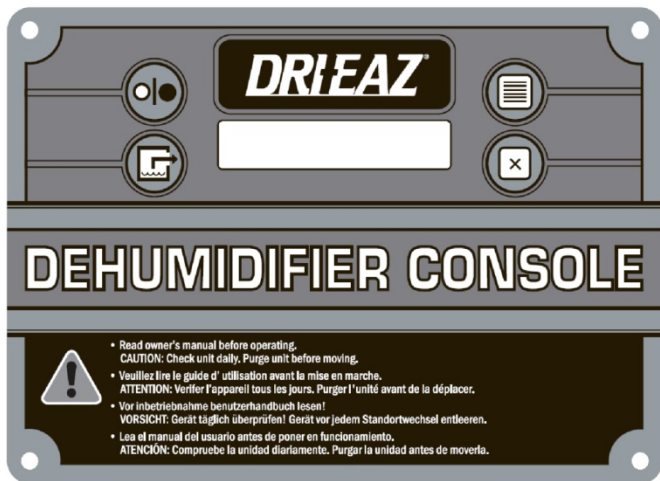 DRI-EAZ®
DEHUMIDIFIER CONSOLE
• Read owner's manual before operating.
CAUTION: Check unit daily. Purge unit before moving.
• Veuillez lire le guide d' utilisation avant la mise en marche.
ATTENTION: Verifer l'appareil tous les jours. Purger l'unité avant de la déplacer.
• Vor inbetriebnahme benutzerhandbuch lesen!
VORSICHT: Gerät täglich überprüfen! Gerät vor jedem Standortwechsel entleeren.
• Lea el manual del usuario antes de poner en funcionamiento.
ATENCIÓN: Compruebe la unidad diariamente. Purgar la unidad antes de moverla.